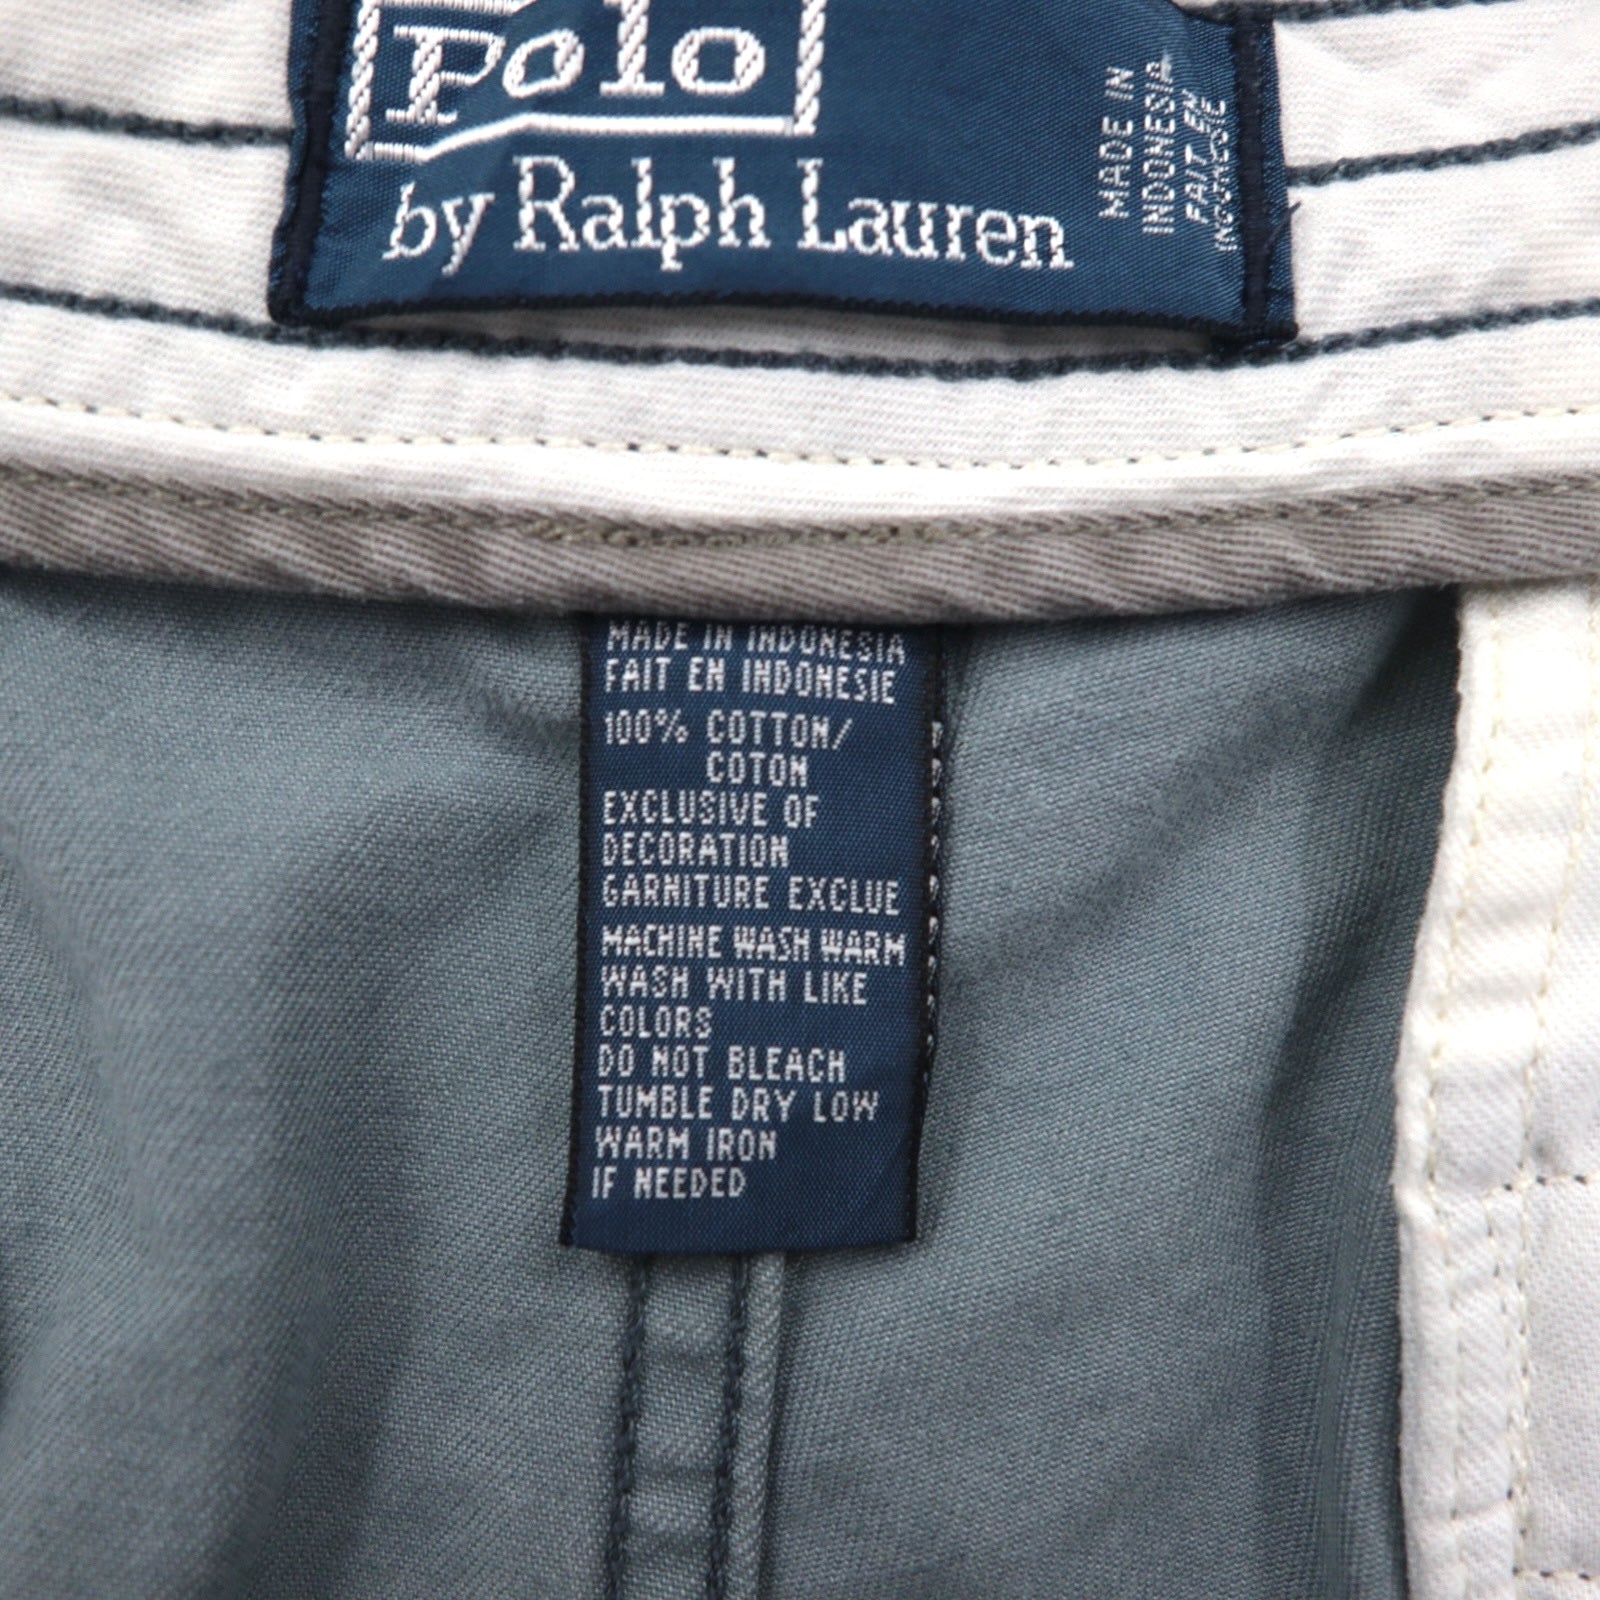 Polo
by Ralph Lauren
MADE IN
INDONESIA
FAIT EN
INDONESIE
MADE IN INDONESIA
FAIT EN INDONESIE
100% COTTON/
COTON
EXCLUSIVE OF
DECORATION
GARNITURE EXCLUE
MACHINE WASH WARM
WASH WITH LIKE
COLORS
DO NOT BLEACH
TUMBLE DRY LOW
WARM IRON
IF NEEDED